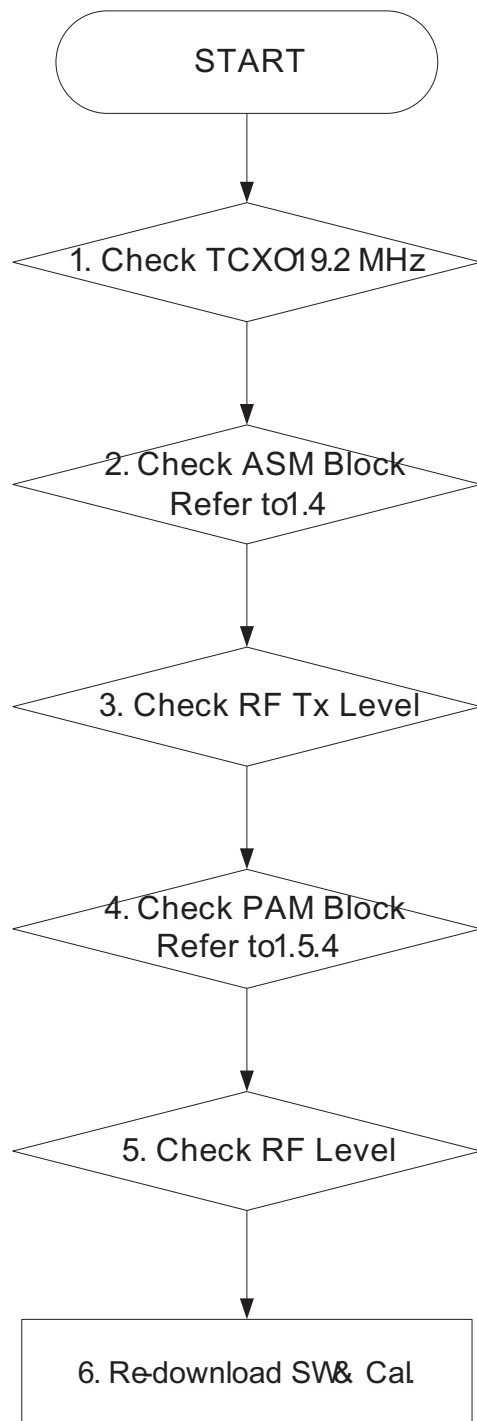 START
1. Check TCXO19.2 MHz
2. Check ASM Block
Refer to1.4
3. Check RF Tx Level
4. Check PAM Block
Refer to1.5.4
5. Check RF Level
6. Re-download SW& Cal.